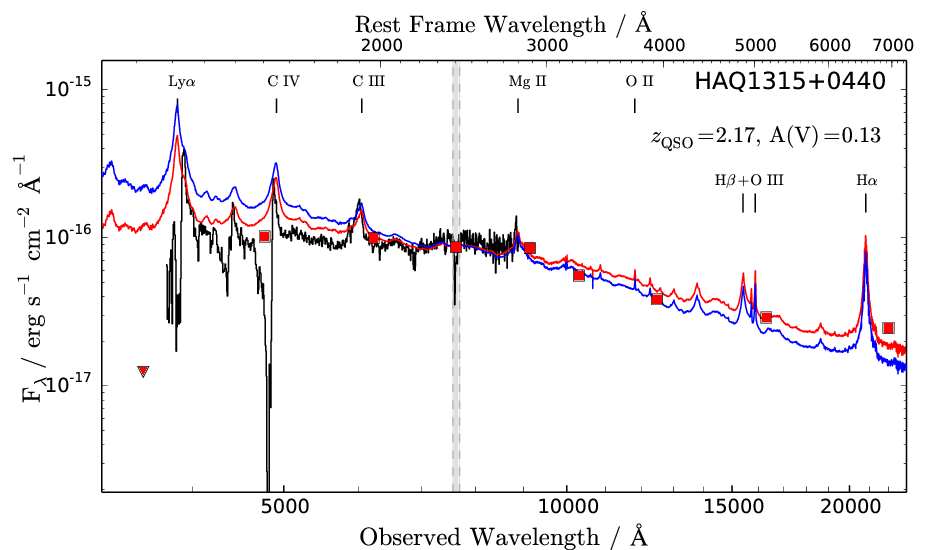 Rest Frame Wavelength / Å
2000 3000 4000 5000 6000 7000
10⁻¹⁵
Lyα C IV C III Mg II O II
HAQ1315+0440
z_QSO=2.17, A(V)=0.13
Hβ+O III Hα
10⁻¹⁶
F_λ / erg s⁻¹ cm⁻² Å⁻¹
10⁻¹⁷
5000 10000 15000 20000
Observed Wavelength / Å